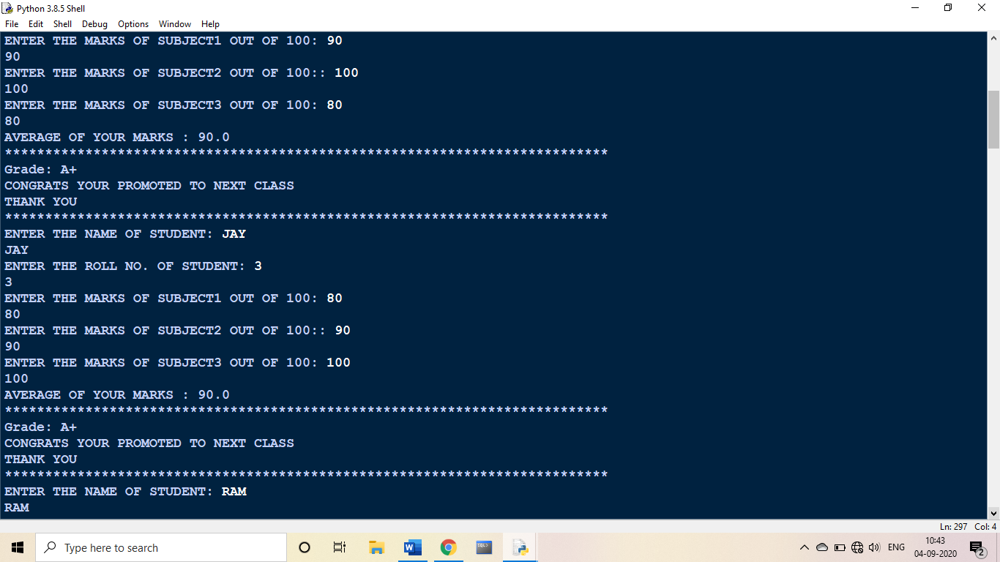 Python 3.8.5 Shell
File Edit Shell Debug Options Window Help
ENTER THE MARKS OF SUBJECT1 OUT OF 100: 90
90
ENTER THE MARKS OF SUBJECT2 OUT OF 100:: 100
100
ENTER THE MARKS OF SUBJECT3 OUT OF 100: 80
80
AVERAGE OF YOUR MARKS : 90.0
***************************************************************************
Grade: A+
CONGRATS YOUR PROMOTED TO NEXT CLASS
THANK YOU
***************************************************************************
ENTER THE NAME OF STUDENT: JAY
JAY
ENTER THE ROLL NO. OF STUDENT: 3
3
ENTER THE MARKS OF SUBJECT1 OUT OF 100: 80
80
ENTER THE MARKS OF SUBJECT2 OUT OF 100:: 90
90
ENTER THE MARKS OF SUBJECT3 OUT OF 100: 100
100
AVERAGE OF YOUR MARKS : 90.0
***************************************************************************
Grade: A+
CONGRATS YOUR PROMOTED TO NEXT CLASS
THANK YOU
***************************************************************************
ENTER THE NAME OF STUDENT: RAM
RAM
Ln: 297 Col: 4
Type here to search
W
SQL>
ENG
10:43
04-09-2020
2